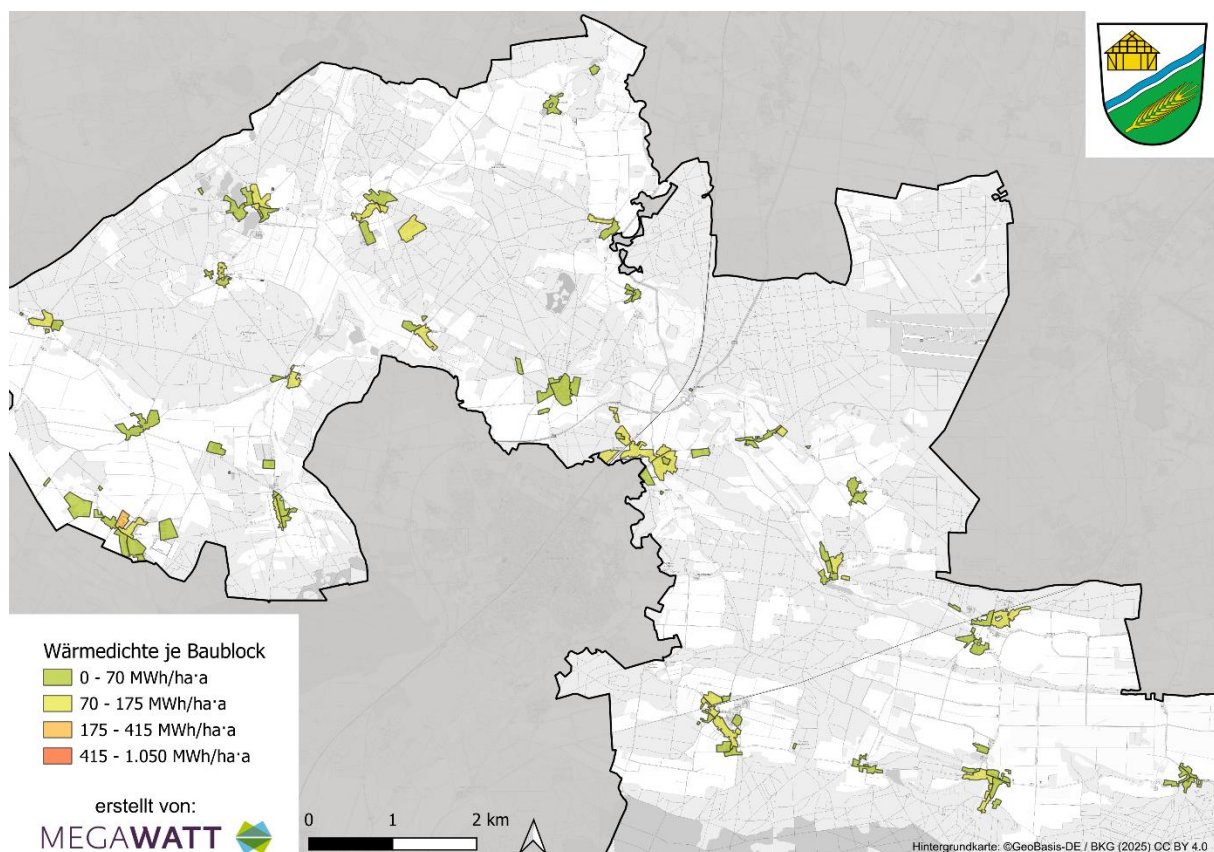 Wärmedichte je Baublock
0 - 70 MWh/ha·a
70 - 175 MWh/ha·a
175 - 415 MWh/ha·a
415 - 1.050 MWh/ha·a
erstellt von:
MEGAWATT
0 1 2 km
Hintergrundkarte: ©GeoBasis-DE / BKG (2025) CC BY 4.0